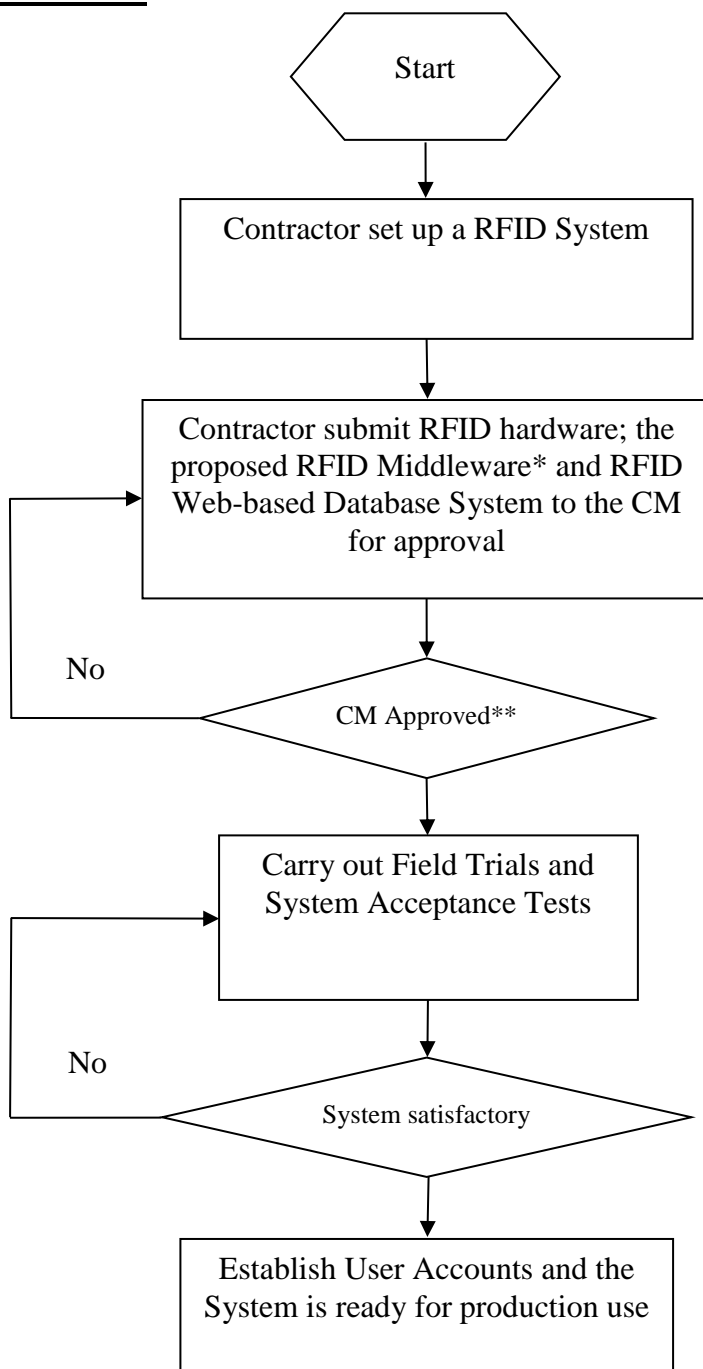 Start
Contractor set up a RFID System
Contractor submit RFID hardware; the
proposed RFID Middleware* and RFID
Web-based Database System to the CM
for approval
No
CM Approved**
Carry out Field Trials and
System Acceptance Tests
No
System satisfactory
Establish User Accounts and the
System is ready for production use